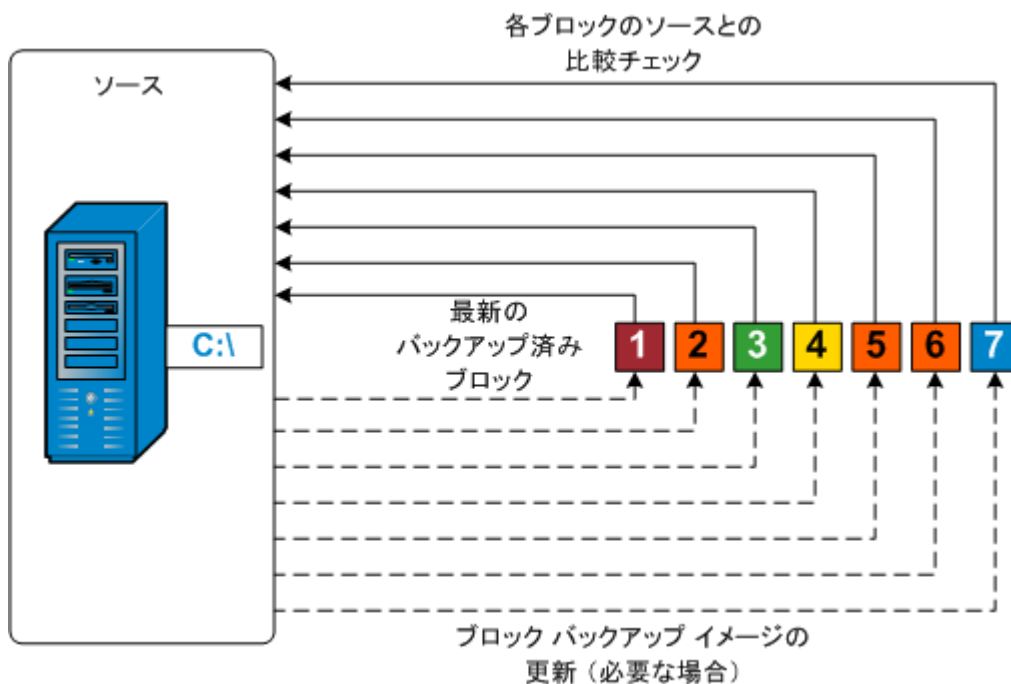 各ブロックのソースとの
比較チェック
ソース
C:\
最新の
バックアップ済み
ブロック
1 2 3 4 5 6 7
ブロック バックアップ イメージの
更新（必要な場合）